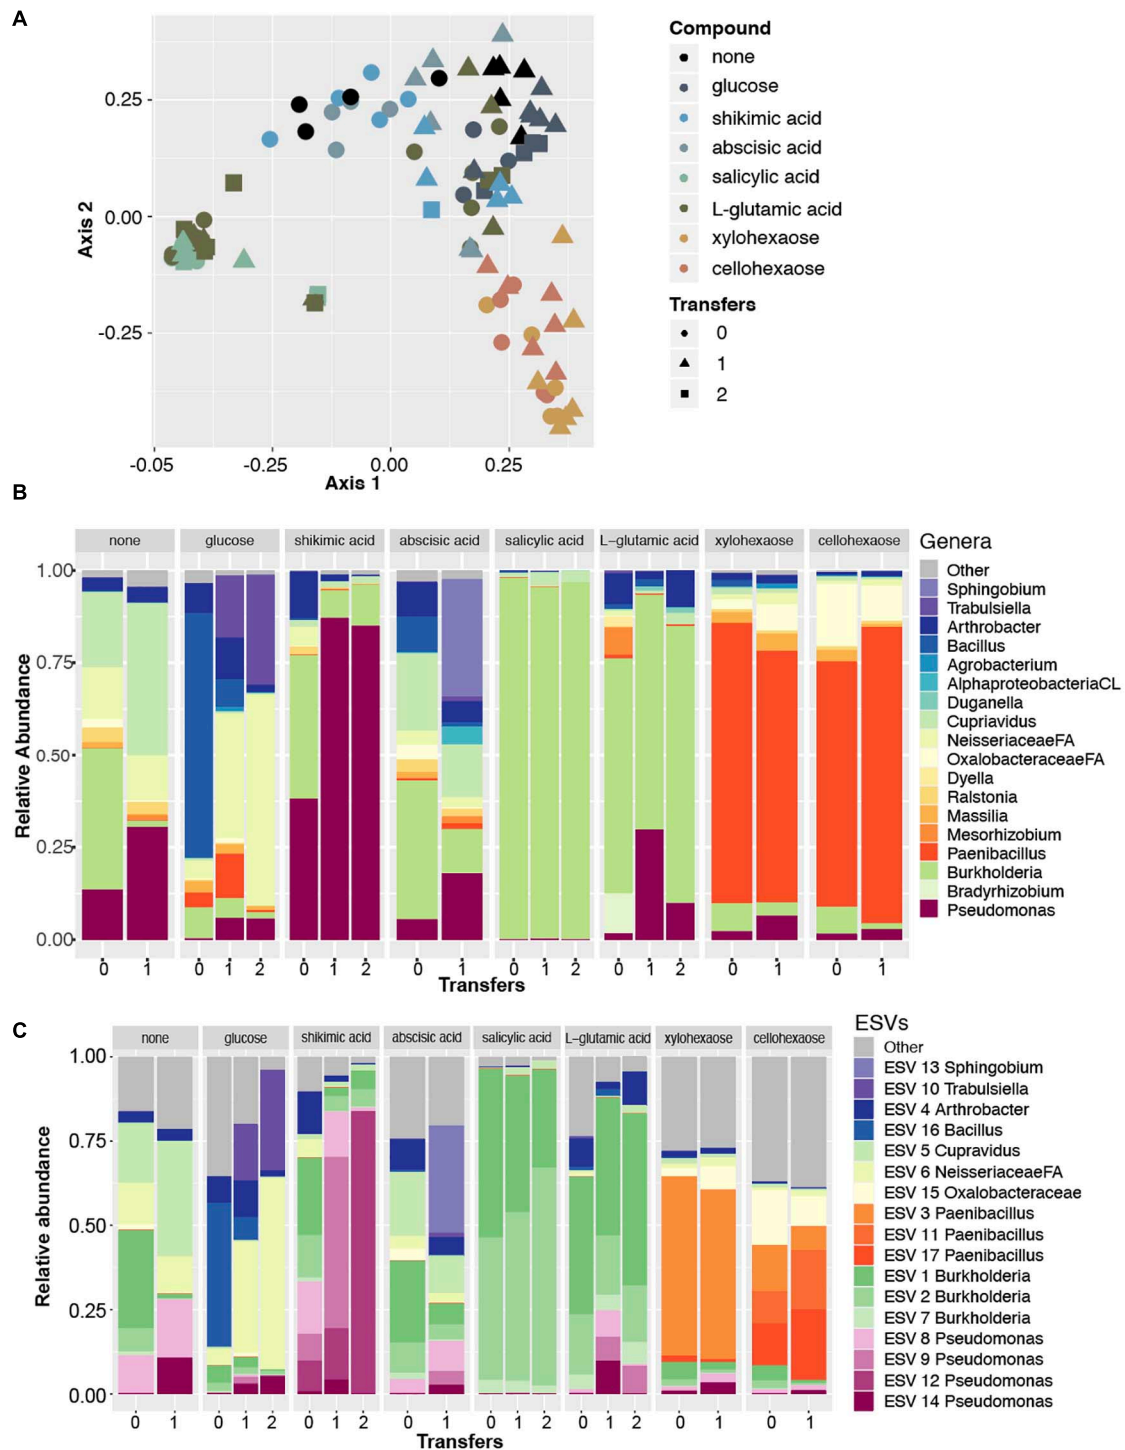 A
Compound
none
glucose
shikimic acid
abscisic acid
salicylic acid
L-glutamic acid
xylohexaose
cellohexaose
Transfers
0
1
2
Axis 2
0.25
0.00
-0.25
-0.05 -0.25 0.00 0.25
Axis 1
B
none glucose shikimic acid abscisic acid salicylic acid L-glutamic acid xylohexaose cellohexaose
Relative Abundance
1.00
0.75
0.50
0.25
0.00
0 1 0 1 2 0 1 2 0 1 0 1 2 0 1 2 0 1 0 1
Transfers
Genera
Other
Sphingobium
Trabulsiella
Arthrobacter
Bacillus
Agrobacterium
AlphaproteobacteriaCL
Duganella
Cupriavidus
NeisseriaceaeFA
OxalobacteraceaeFA
Dyella
Ralstonia
Massilia
Mesorhizobium
Paenibacillus
Burkholderia
Bradyrhizobium
Pseudomonas
C
none glucose shikimic acid abscisic acid salicylic acid L-glutamic acid xylohexaose cellohexaose
Relative abundance
1.00
0.75
0.50
0.25
0.00
0 1 0 1 2 0 1 2 0 1 0 1 2 0 1 2 0 1 0 1
Transfers
ESVs
Other
ESV 13 Sphingobium
ESV 10 Trabulsiella
ESV 4 Arthrobacter
ESV 16 Bacillus
ESV 5 Cupravidus
ESV 6 NeisseriaceaeFA
ESV 15 Oxalobacteraceae
ESV 3 Paenibacillus
ESV 11 Paenibacillus
ESV 17 Paenibacillus
ESV 1 Burkholderia
ESV 2 Burkholderia
ESV 7 Burkholderia
ESV 8 Pseudomonas
ESV 9 Pseudomonas
ESV 12 Pseudomonas
ESV 14 Pseudomonas